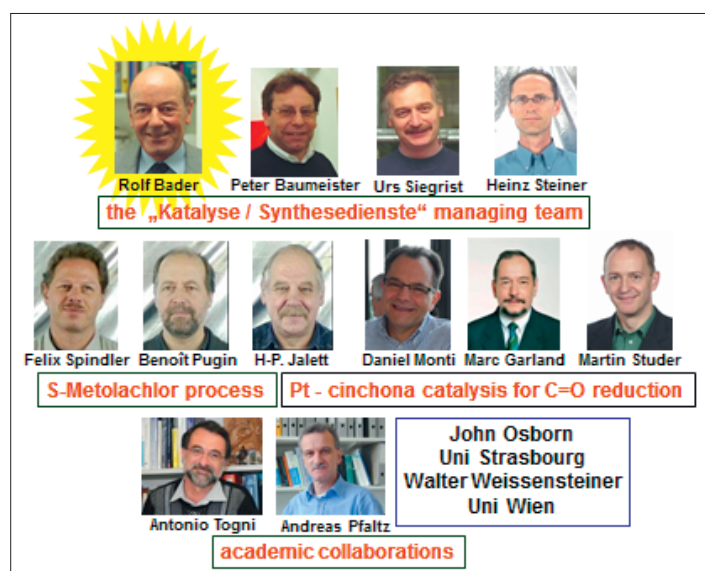 Rolf Bader Peter Baumeister Urs Siegrist Heinz Steiner
the „Katalyse / Synthesedienste“ managing team
Felix Spindler Benoît Pugin H-P. Jalett Daniel Monti Marc Garland Martin Studer
S-Metolachlor process Pt - cinchona catalysis for C=O reduction
John Osborn
Uni Strasbourg
Walter Weissensteiner
Uni Wien
Antonio Togni Andreas Pfaltz
academic collaborations